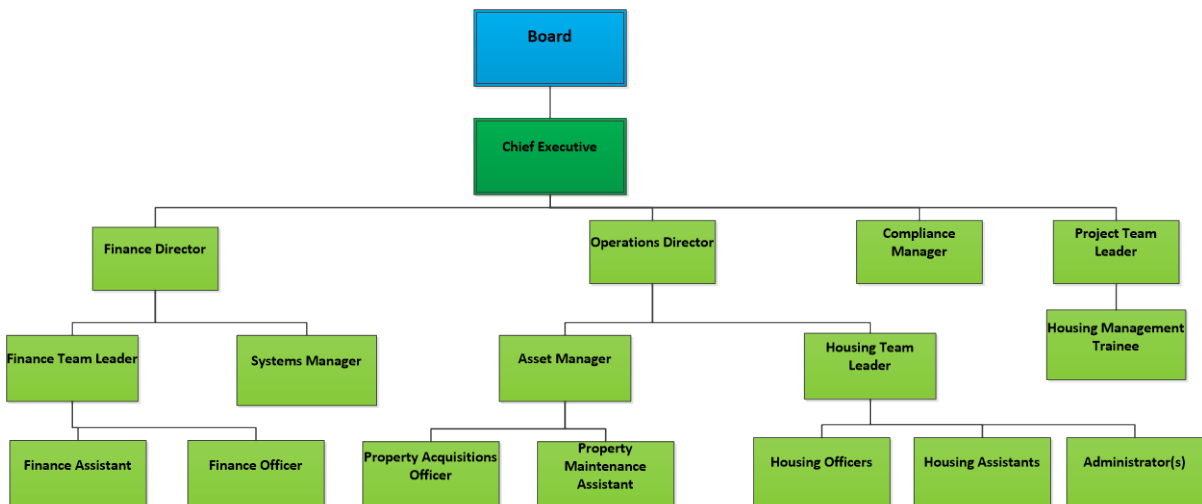 Board
Chief Executive
Finance Director
Operations Director
Compliance
Manager
Project Team
Leader
Finance Team Leader
Systems Manager
Asset Manager
Housing Team
Leader
Housing Management
Trainee
Finance Assistant
Finance Officer
Property Acquisitions
Officer
Property
Maintenance
Assistant
Housing Officers
Housing Assistants
Administrator(s)